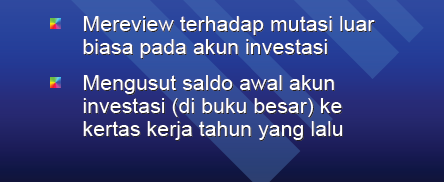 Mereview terhadap mutasi luar
biasa pada akun investasi
Mengusut saldo awal akun
investasi (di buku besar) ke
kertas kerja tahun yang lalu